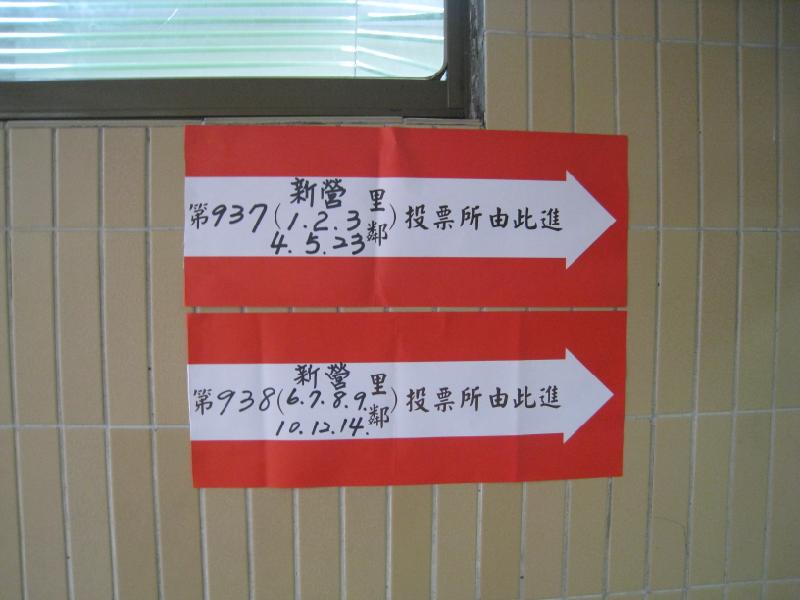 新營里
第937(1.2.3鄰)投票所由此進
4.5.23
新營里
第938(6.7.8.9.鄰)投票所由此進
10.12.14.